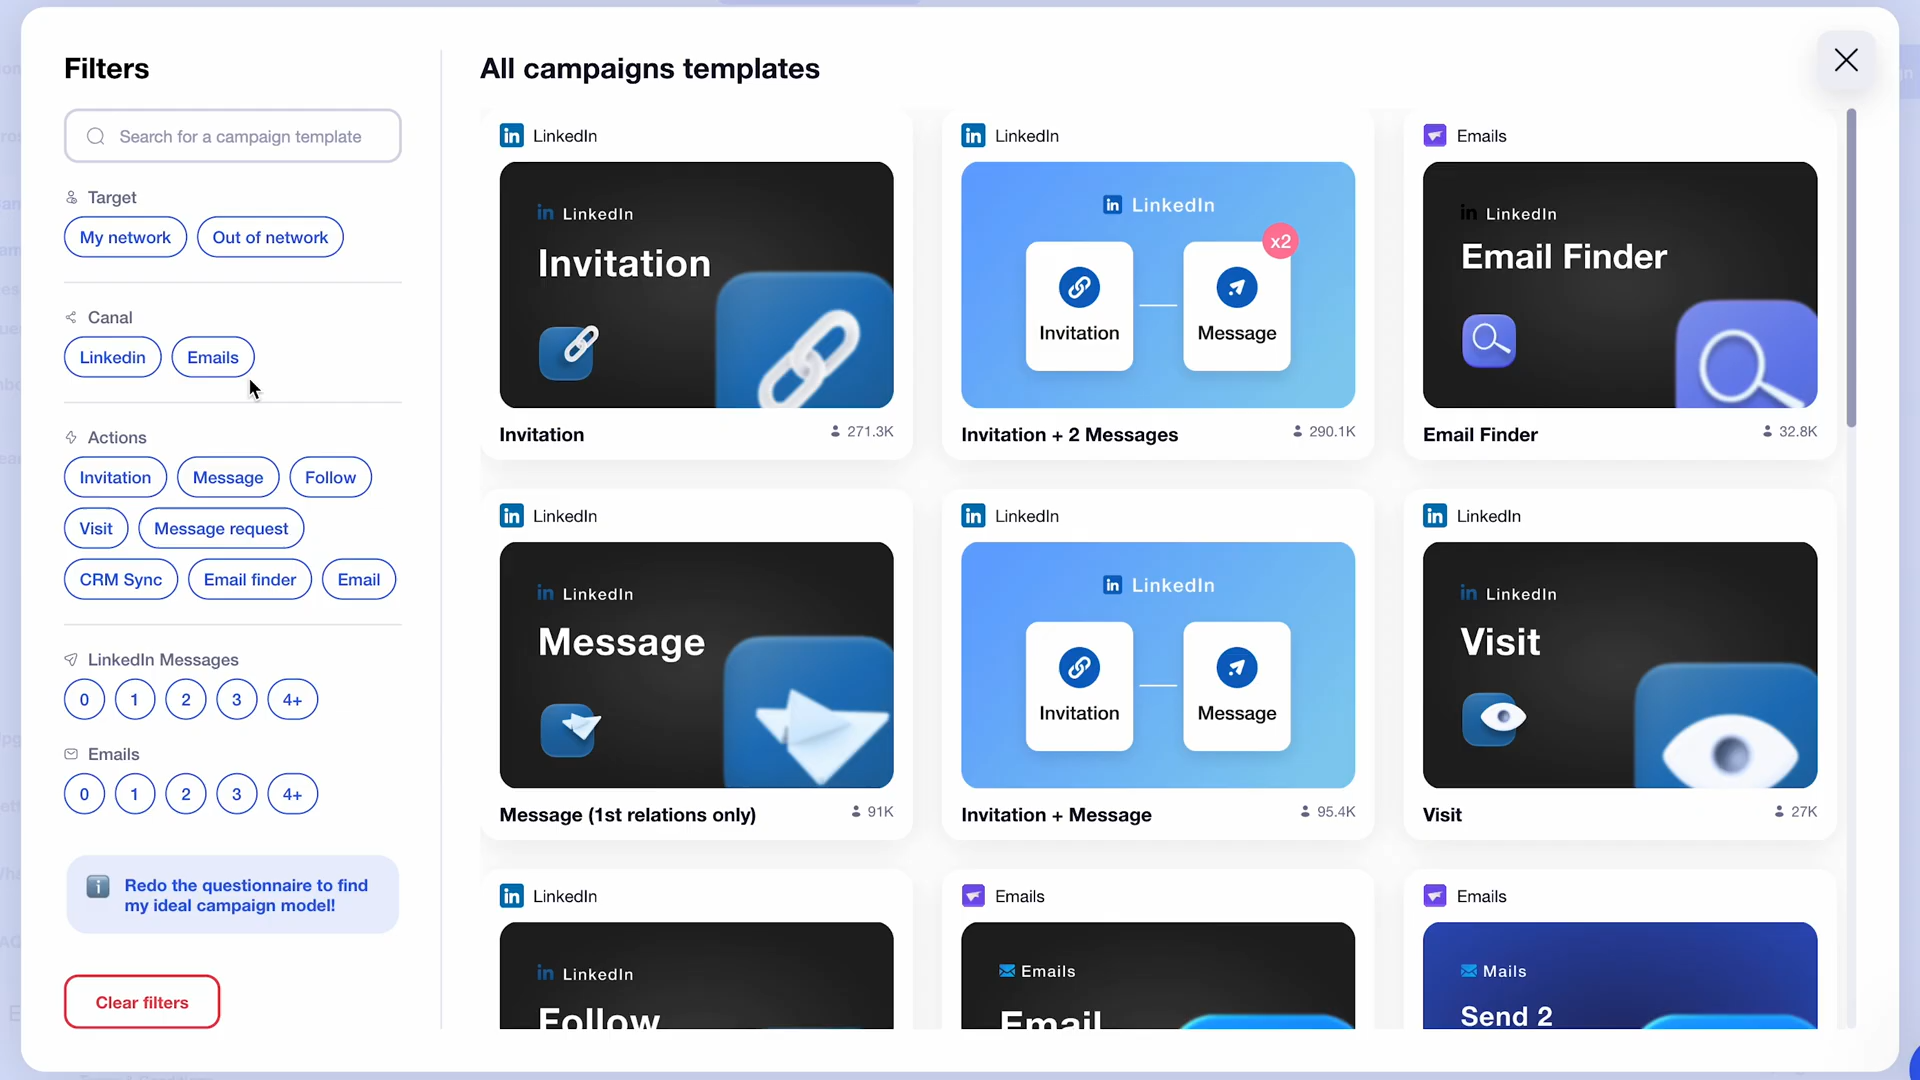 Filters
Search for a campaign template
Target
My network
Out of network
Canal
Linkedin
Emails
Actions
Invitation
Message
Follow
Visit
Message request
CRM Sync
Email finder
Email
LinkedIn Messages
0
1
2
3
4+
Emails
0
1
2
3
4+
Redo the questionnaire to find
my ideal campaign model!
Clear filters
All campaigns templates
LinkedIn
LinkedIn
Invitation
Invitation
271.3K
LinkedIn
LinkedIn
x2
Invitation
Message
Invitation + 2 Messages
290.1K
Emails
LinkedIn
Email Finder
Email Finder
32.8K
LinkedIn
LinkedIn
Message
Message (1st relations only)
91K
LinkedIn
LinkedIn
Invitation
Message
Invitation + Message
95.4K
LinkedIn
LinkedIn
Visit
Visit
27K
LinkedIn
LinkedIn
Follow
Emails
Emails
Email
Emails
Mails
Send 2